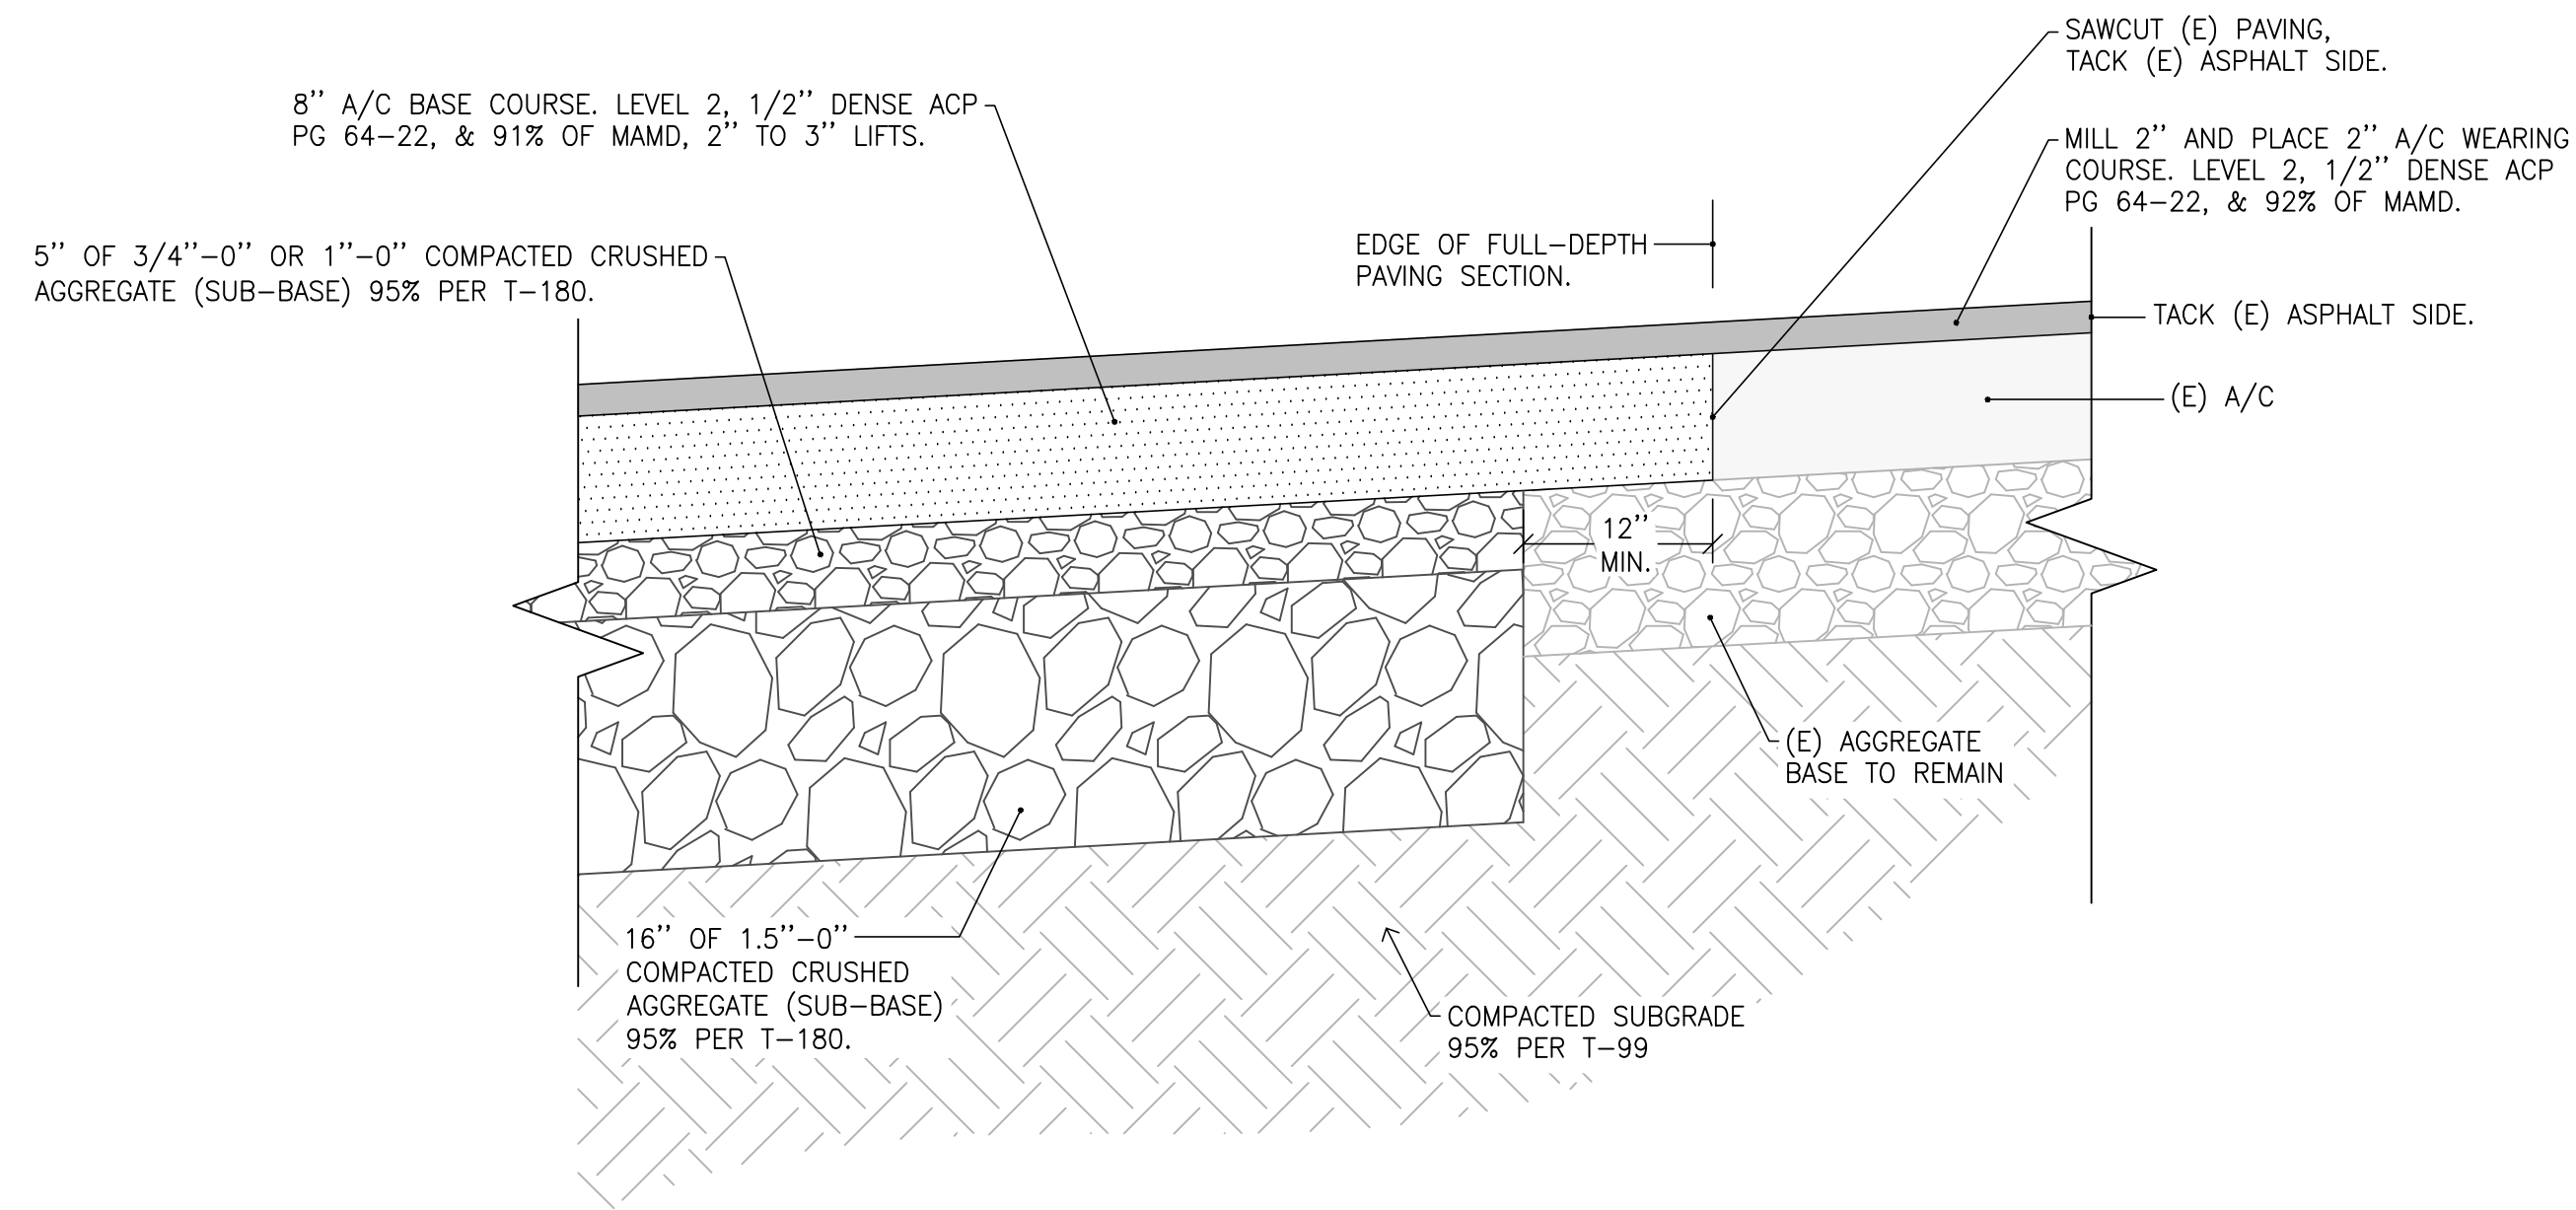 SAWCUT (E) PAVING,
TACK (E) ASPHALT SIDE.
8" A/C BASE COURSE. LEVEL 2, 1/2" DENSE ACP
PG 64-22, & 91% OF MAMD, 2" TO 3" LIFTS.
MILL 2" AND PLACE 2" A/C WEARING
COURSE. LEVEL 2, 1/2" DENSE ACP
PG 64-22, & 92% OF MAMD.
EDGE OF FULL-DEPTH
PAVING SECTION.
5" OF 3/4"-0" OR 1"-0" COMPACTED CRUSHED
AGGREGATE (SUB-BASE) 95% PER T-180.
TACK (E) ASPHALT SIDE.
(E) A/C
12"
MIN.
(E) AGGREGATE
BASE TO REMAIN
16" OF 1.5"-0"
COMPACTED CRUSHED
AGGREGATE (SUB-BASE)
95% PER T-180.
COMPACTED SUBGRADE
95% PER T-99